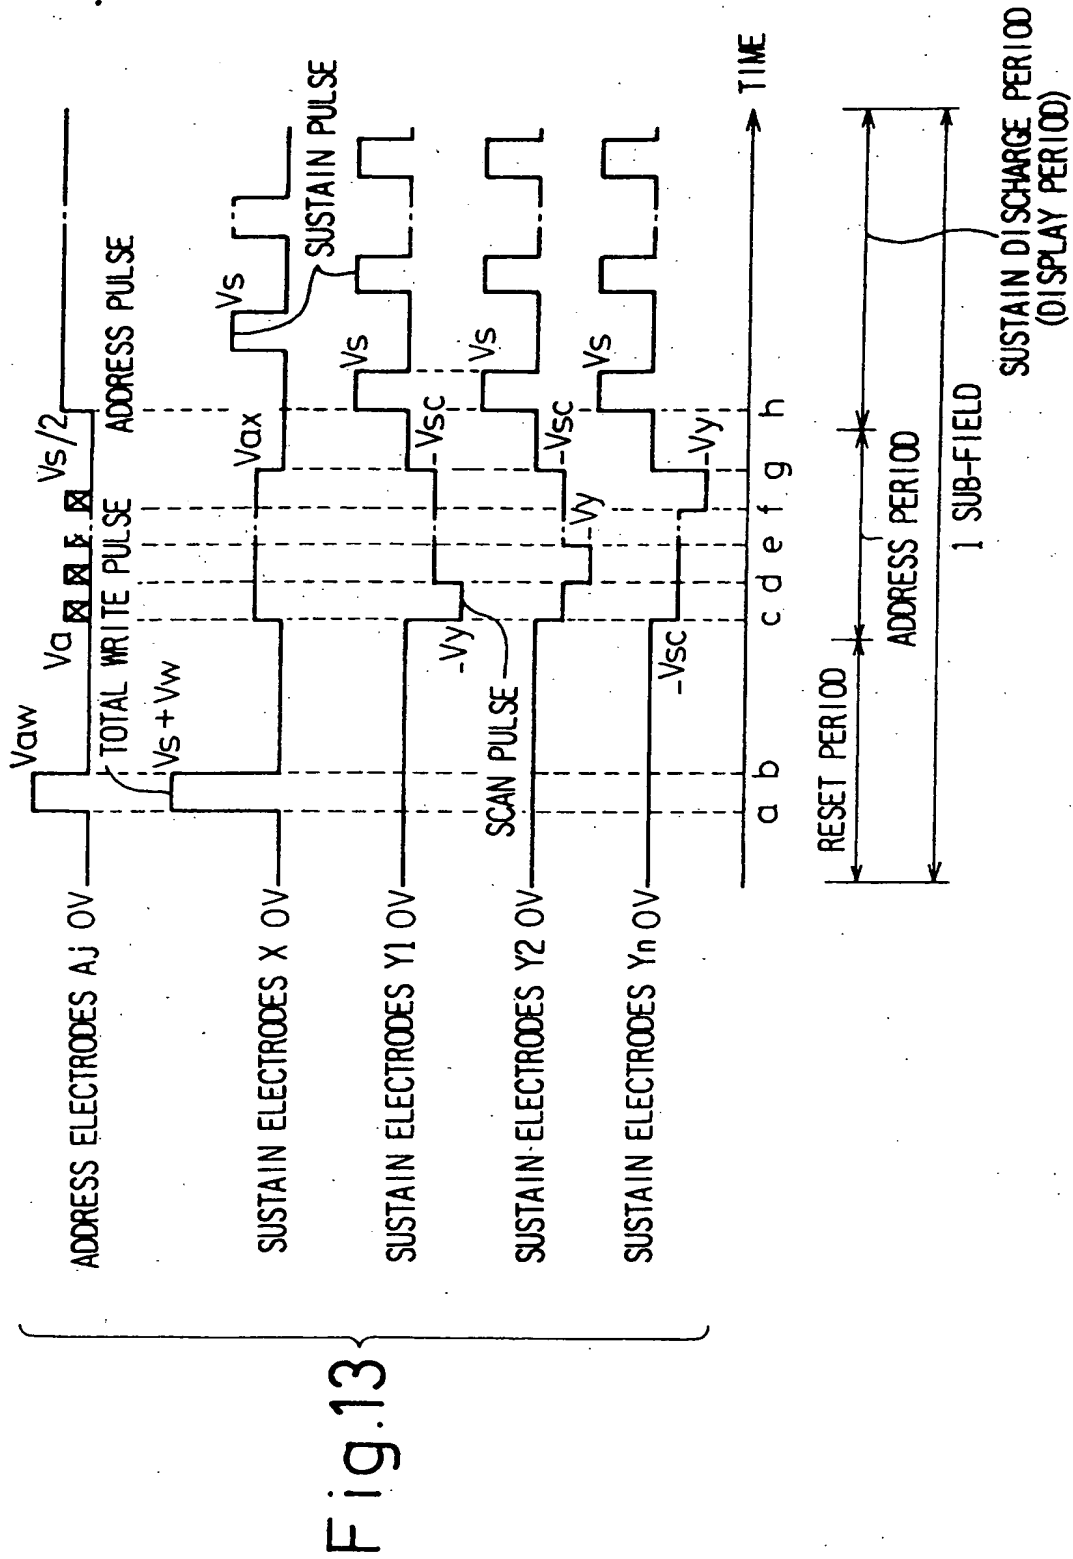 Fig.13
ADDRESS ELECTRODES Aj 0V
Vaw
Va
Vs/2
ADDRESS PULSE
TOTAL WRITE PULSE
SUSTAIN ELECTRODES X 0V
Vs+Vw
Vax
Vs
SUSTAIN PULSE
SUSTAIN ELECTRODES Y1 0V
-Vy
-Vsc
Vs
SCAN PULSE
SUSTAIN ELECTRODES Y2 0V
-Vy
-Vsc
Vs
SUSTAIN ELECTRODES Yn 0V
-Vsc
-Vy
Vs
a b c d e f g h
TIME
RESET PERIOD
ADDRESS PERIOD
1 SUB-FIELD
SUSTAIN DISCHARGE PERIOD
(DISPLAY PERIOD)